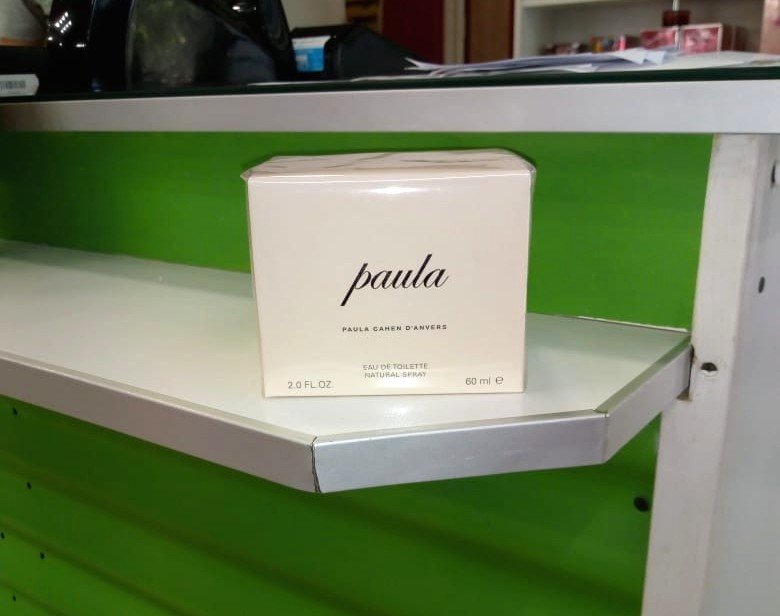 paula
PAULA CAHEN D'ANVERS
EAU DE TOILETTE
NATURAL SPRAY
2.0 FL.OZ.
60 ml ℮